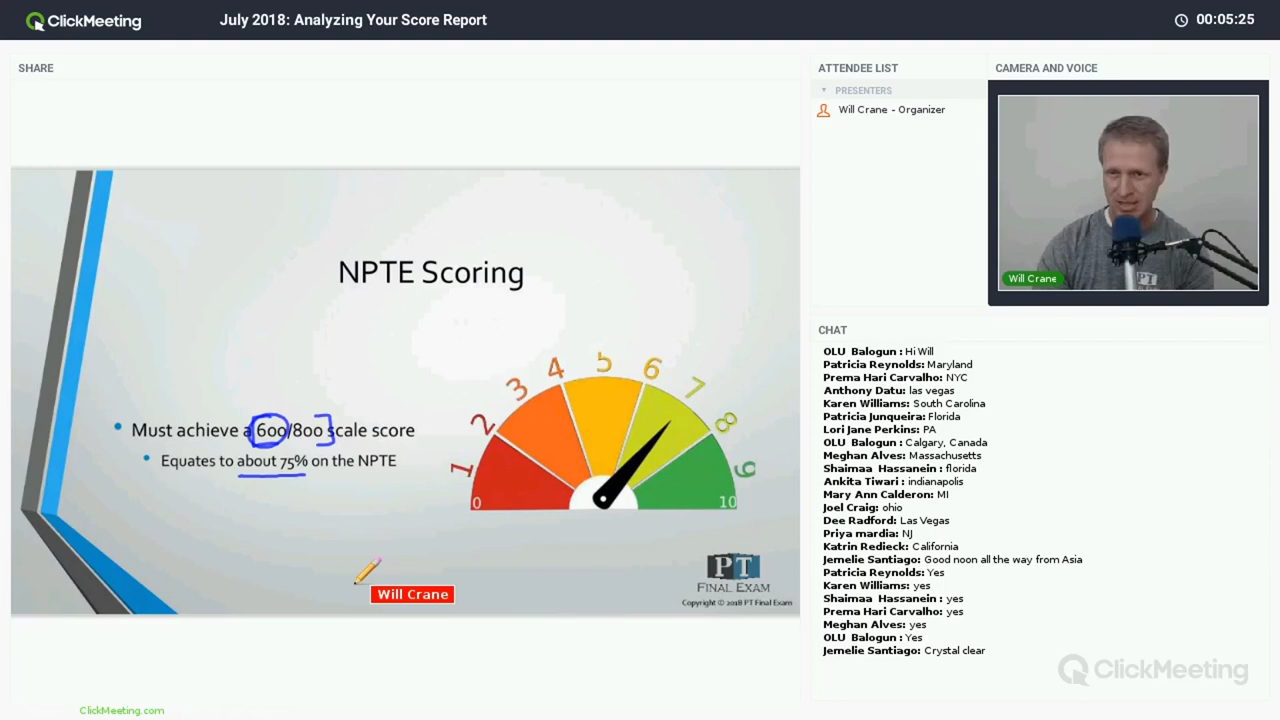 ClickMeeting
July 2018: Analyzing Your Score Report
00:05:25
SHARE
NPTE Scoring
Must achieve a 600/800 scale score
Equates to about 75% on the NPTE
0
1
2
3
4
5
6
7
8
9
10
Will Crane
PT
FINAL EXAM
Copyright © 2018 PT Final Exam
ATTENDEE LIST
PRESENTERS
Will Crane - Organizer
CAMERA AND VOICE
PT
Will Crane
CHAT
OLU Balogun : Hi Will
Patricia Reynolds: Maryland
Prema Hari Carvalho: NYC
Anthony Datu: las vegas
Karen Williams: South Carolina
Patricia Junqueira: Florida
Lori Jane Perkins: PA
OLU Balogun : Calgary, Canada
Meghan Alves: Massachusetts
Shaimaa Hassanein : florida
Ankita Tiwari : indianapolis
Mary Ann Calderon: MI
Joel Craig: ohio
Dee Radford: Las Vegas
Priya mardia: NJ
Katrin Redieck: California
Jemelie Santiago: Good noon all the way from Asia
Patricia Reynolds: Yes
Karen Williams: yes
Shaimaa Hassanein : yes
Prema Hari Carvalho: yes
Meghan Alves: yes
OLU Balogun : Yes
Jemelie Santiago: Crystal clear
ClickMeeting
ClickMeeting.com